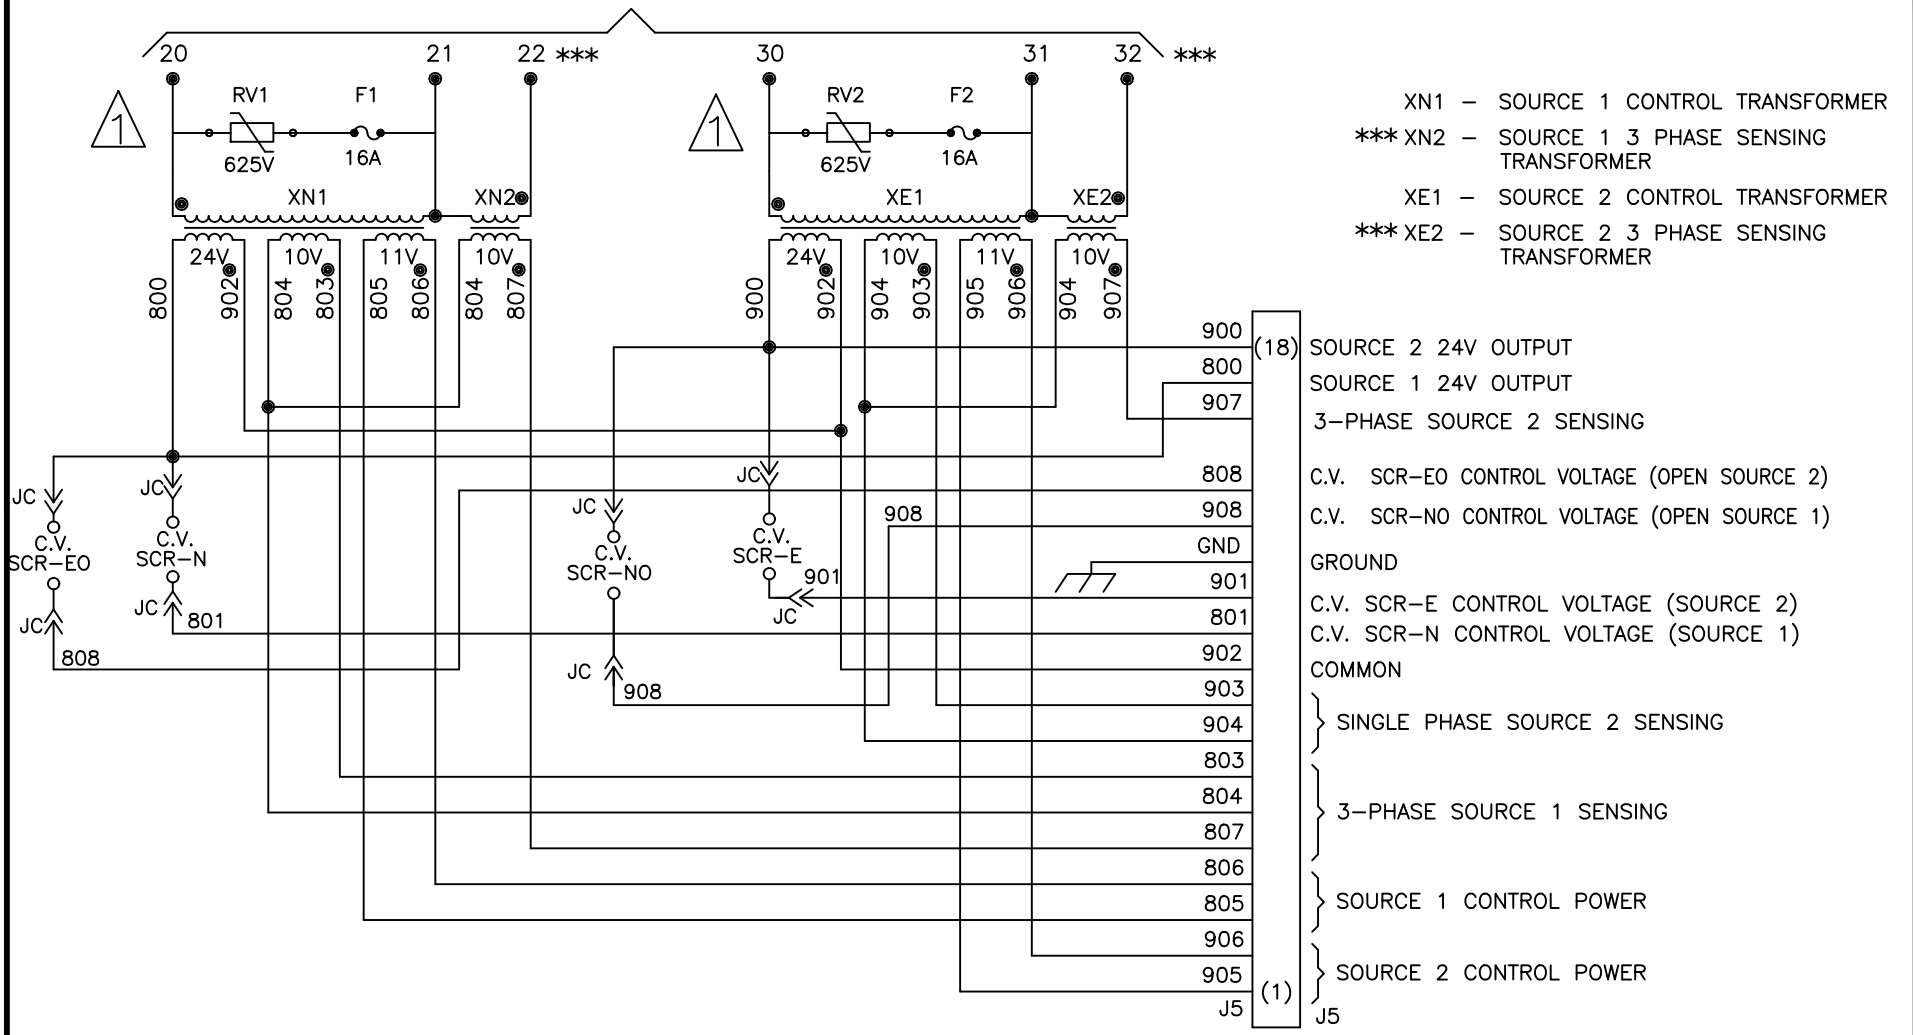 20 21 22 *** 30 31 32 ***
1 RV1 F1 1 RV2 F2
625V 16A 625V 16A
XN1 XN2 XE1 XE2
24V 10V 11V 10V 24V 10V 11V 10V
800 902 804 803 805 806 804 807 900 902 904 903 905 906 904 907
XN1 – SOURCE 1 CONTROL TRANSFORMER
*** XN2 – SOURCE 1 3 PHASE SENSING
TRANSFORMER
XE1 – SOURCE 2 CONTROL TRANSFORMER
*** XE2 – SOURCE 2 3 PHASE SENSING
TRANSFORMER
900 (18) SOURCE 2 24V OUTPUT
800 SOURCE 1 24V OUTPUT
907 3–PHASE SOURCE 2 SENSING
808 C.V. SCR–EO CONTROL VOLTAGE (OPEN SOURCE 2)
908 908 C.V. SCR–NO CONTROL VOLTAGE (OPEN SOURCE 1)
GND GROUND
901 C.V. SCR–E CONTROL VOLTAGE (SOURCE 2)
801 C.V. SCR–N CONTROL VOLTAGE (SOURCE 1)
902 COMMON
903
904 SINGLE PHASE SOURCE 2 SENSING
803
804 3–PHASE SOURCE 1 SENSING
807
806
805 SOURCE 1 CONTROL POWER
906
905 SOURCE 2 CONTROL POWER
(1)
J5 J5
JC
C.V.
SCR–EO
JC
808
JC
C.V.
SCR–N
JC
801
JC
C.V.
SCR–NO
JC
908
JC
C.V.
SCR–E
901
JC